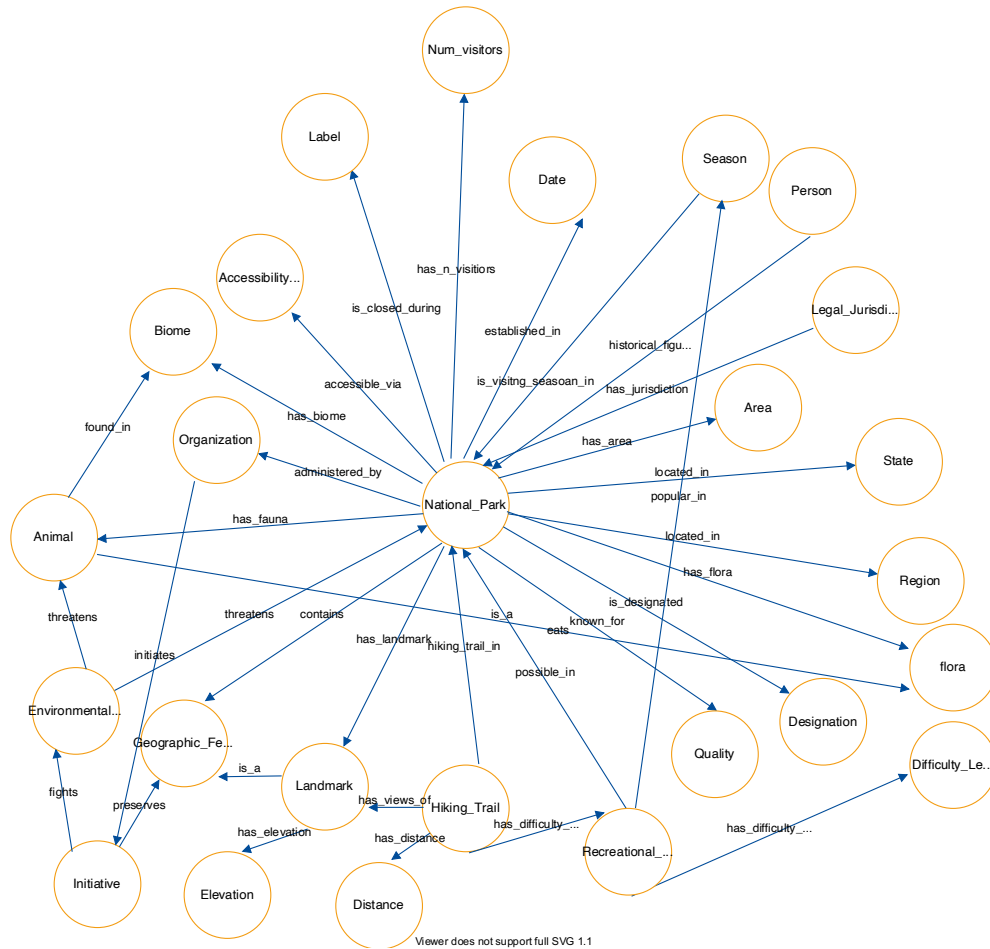 Num_visitors
Label
Season
Date
Person
has_n_visitiors
Accessibility...
is_closed_during
Legal_Jurisdi...
Biome
established_in
historical_figu...
accessible_via
is_visitng_seasoan_in
has_jurisdiction
Area
has_biome
found_in
Organization
has_area
State
administered_by
located_in
popular_in
National_Park
has_fauna
Animal
located_in
has_flora
Region
is_designated
threatens
threatens
contains
is_a
eats
known_for
has_landmark
hiking_trail_in
initiates
possible_in
flora
Environmental...
Designation
Geographic_Fe...
Quality
Difficulty_Le...
is_a
Landmark
fights
preserves
has_views_of
Hiking_Trail
has_elevation
has_distance
has_difficulty_...
has_difficulty_...
Recreational_...
Initiative
Elevation
Distance
Viewer does not support full SVG 1.1